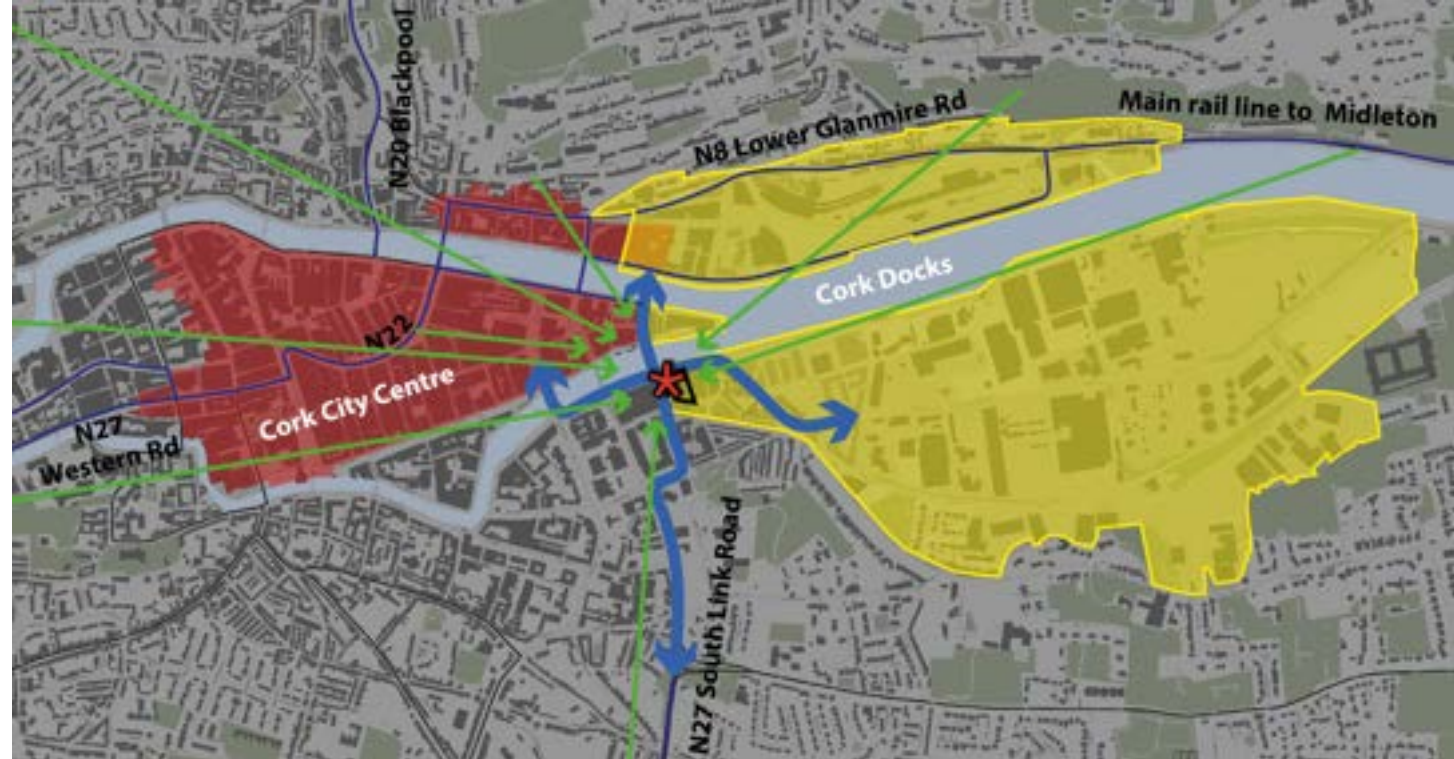 N20 Blackpool
N8 Lower Glanmire Rd
Main rail line to Midleton
Cork Docks
N22
Cork City Centre
N27
Western Rd
N27 South Link Road